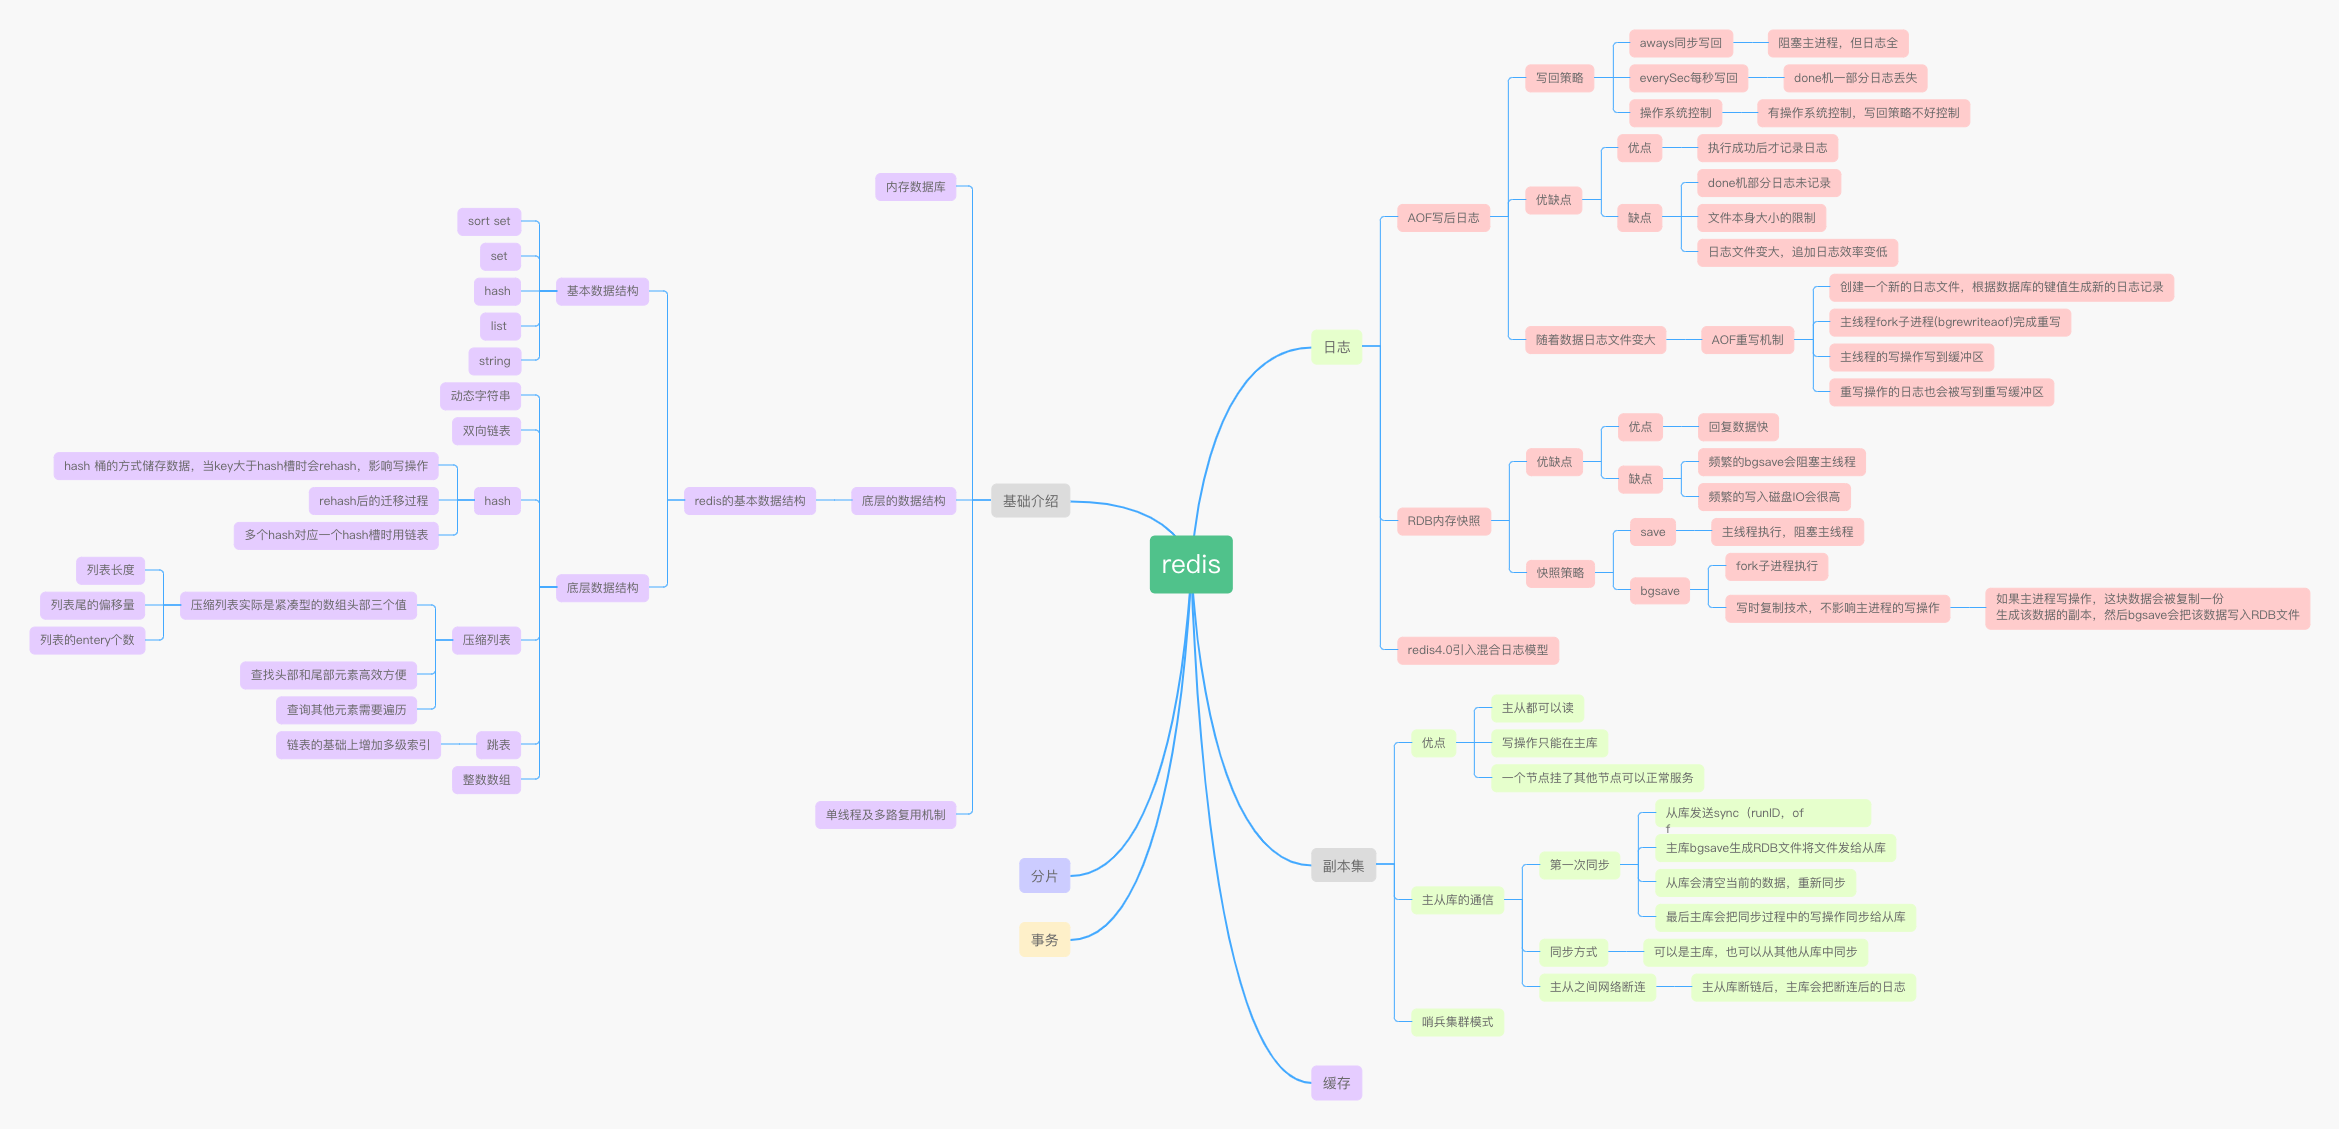 redis
日志
AOF写后日志
写回策略
aways同步写回
阻塞主进程，但日志全
everySec每秒写回
done机一部分日志丢失
操作系统控制
有操作系统控制，写回策略不好控制
优缺点
优点
执行成功后才记录日志
缺点
done机部分日志未记录
文件本身大小的限制
日志文件变大，追加日志效率变低
随着数据日志文件变大
AOF重写机制
创建一个新的日志文件，根据数据库的键值生成新的日志记录
主线程fork子进程(bgrewriteaof)完成重写
主线程的写操作写到缓冲区
重写操作的日志也会被写到重写缓冲区
RDB内存快照
优缺点
优点
回复数据快
缺点
频繁的bgsave会阻塞主线程
频繁的写入磁盘IO会很高
快照策略
save
主线程执行，阻塞主线程
bgsave
fork子进程执行
写时复制技术，不影响主进程的写操作
如果主进程写操作，这块数据会被复制一份
生成该数据的副本，然后bgsave会把该数据写入RDB文件
redis4.0引入混合日志模型
副本集
优点
主从都可以读
写操作只能在主库
一个节点挂了其他节点可以正常服务
主从库的通信
第一次同步
从库发送sync（runID，of
f
主库bgsave生成RDB文件将文件发给从库
从库会清空当前的数据，重新同步
最后主库会把同步过程中的写操作同步给从库
同步方式
可以是主库，也可以从其他从库中同步
主从之间网络断连
主从库断链后，主库会把断连后的日志
哨兵集群模式
缓存
基础介绍
内存数据库
底层的数据结构
redis的基本数据结构
基本数据结构
sort set
set
hash
list
string
底层数据结构
动态字符串
双向链表
hash
hash 桶的方式储存数据，当key大于hash槽时会rehash，影响写操作
rehash后的迁移过程
多个hash对应一个hash槽时用链表
压缩列表
压缩列表实际是紧凑型的数组头部三个值
列表长度
列表尾的偏移量
列表的entery个数
查找头部和尾部元素高效方便
查询其他元素需要遍历
跳表
链表的基础上增加多级索引
整数数组
单线程及多路复用机制
分片
事务